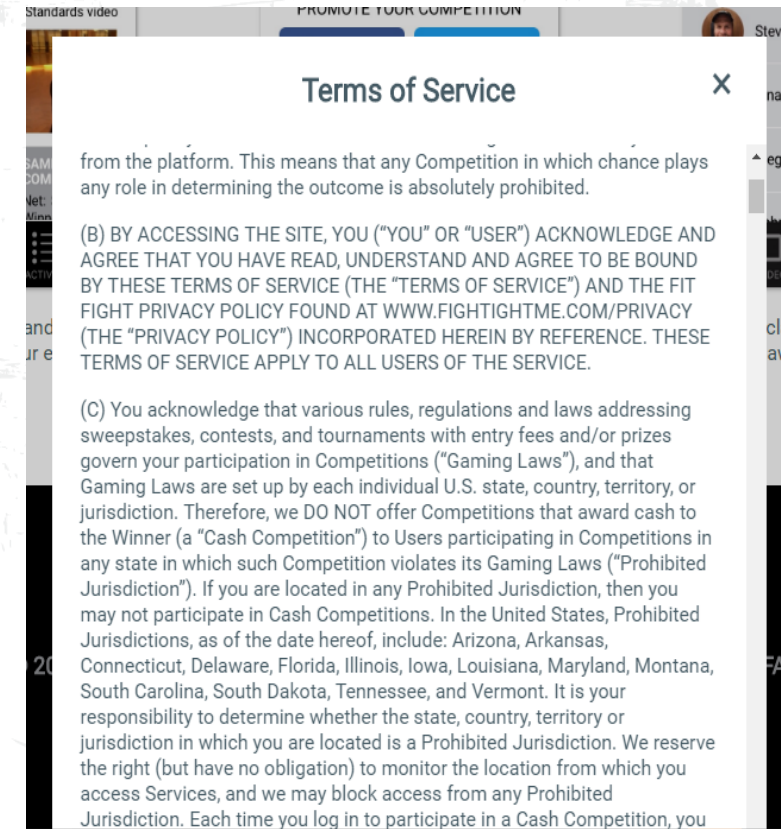 Standards video
PROMOTE YOUR COMPETITION
Stev
Terms of Service
×
from the platform. This means that any Competition in which chance plays
any role in determining the outcome is absolutely prohibited.
(B) BY ACCESSING THE SITE, YOU (“YOU” OR “USER”) ACKNOWLEDGE AND
AGREE THAT YOU HAVE READ, UNDERSTAND AND AGREE TO BE BOUND
BY THESE TERMS OF SERVICE (THE “TERMS OF SERVICE”) AND THE FIT
FIGHT PRIVACY POLICY FOUND AT WWW.FIGHTIGHTME.COM/PRIVACY
(THE “PRIVACY POLICY”) INCORPORATED HEREIN BY REFERENCE. THESE
TERMS OF SERVICE APPLY TO ALL USERS OF THE SERVICE.
(C) You acknowledge that various rules, regulations and laws addressing
sweepstakes, contests, and tournaments with entry fees and/or prizes
govern your participation in Competitions (“Gaming Laws”), and that
Gaming Laws are set up by each individual U.S. state, country, territory, or
jurisdiction. Therefore, we DO NOT offer Competitions that award cash to
the Winner (a “Cash Competition”) to Users participating in Competitions in
any state in which such Competition violates its Gaming Laws (“Prohibited
Jurisdiction”). If you are located in any Prohibited Jurisdiction, then you
may not participate in Cash Competitions. In the United States, Prohibited
Jurisdictions, as of the date hereof, include: Arizona, Arkansas,
Connecticut, Delaware, Florida, Illinois, Iowa, Louisiana, Maryland, Montana,
South Carolina, South Dakota, Tennessee, and Vermont. It is your
responsibility to determine whether the state, country, territory or
jurisdiction in which you are located is a Prohibited Jurisdiction. We reserve
the right (but have no obligation) to monitor the location from which you
access Services, and we may block access from any Prohibited
Jurisdiction. Each time you log in to participate in a Cash Competition, you